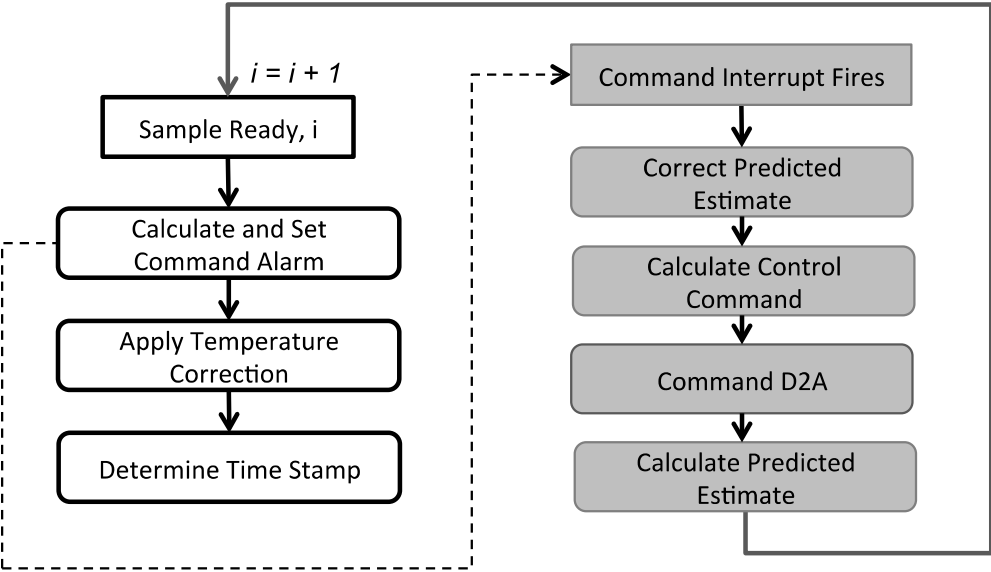 i = i + 1
Sample Ready, i
Calculate and Set
Command Alarm
Apply Temperature
Correction
Determine Time Stamp
Command Interrupt Fires
Correct Predicted
Estimate
Calculate Control
Command
Command D2A
Calculate Predicted
Estimate